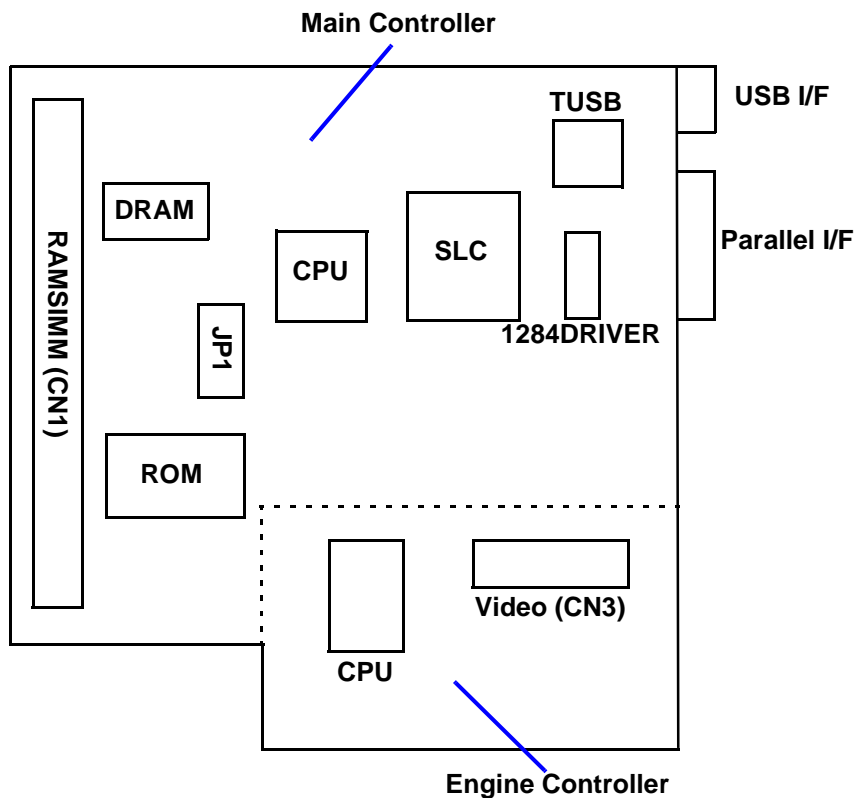 Main Controller
USB I/F
TUSB
DRAM
RAMSIMM (CN1)
CPU
SLC
Parallel I/F
JP1
1284DRIVER
ROM
Video (CN3)
CPU
Engine Controller